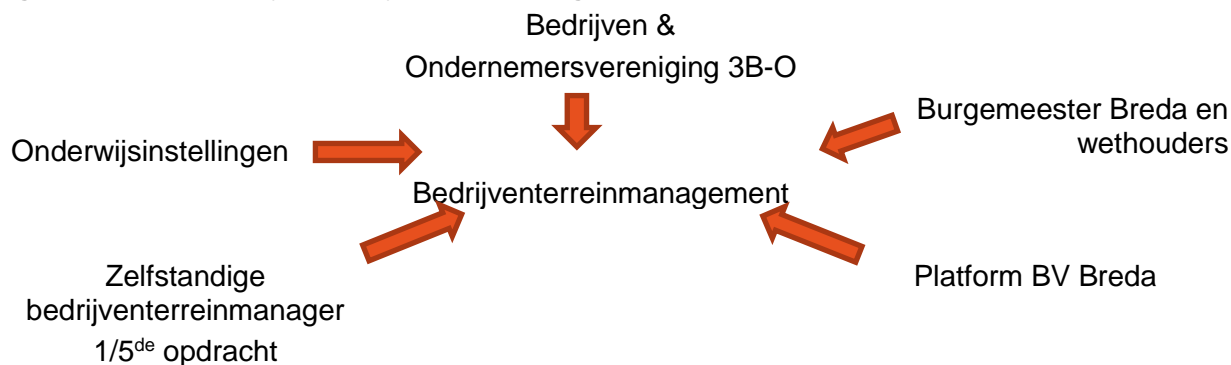 Bedrijven &
Ondernemersvereniging 3B-O
Burgemeester Breda en
wethouders
Onderwijsinstellingen
Bedrijventerreinmanagement
Zelfstandige
bedrijventerreinmanager
1/5de opdracht
Platform BV Breda